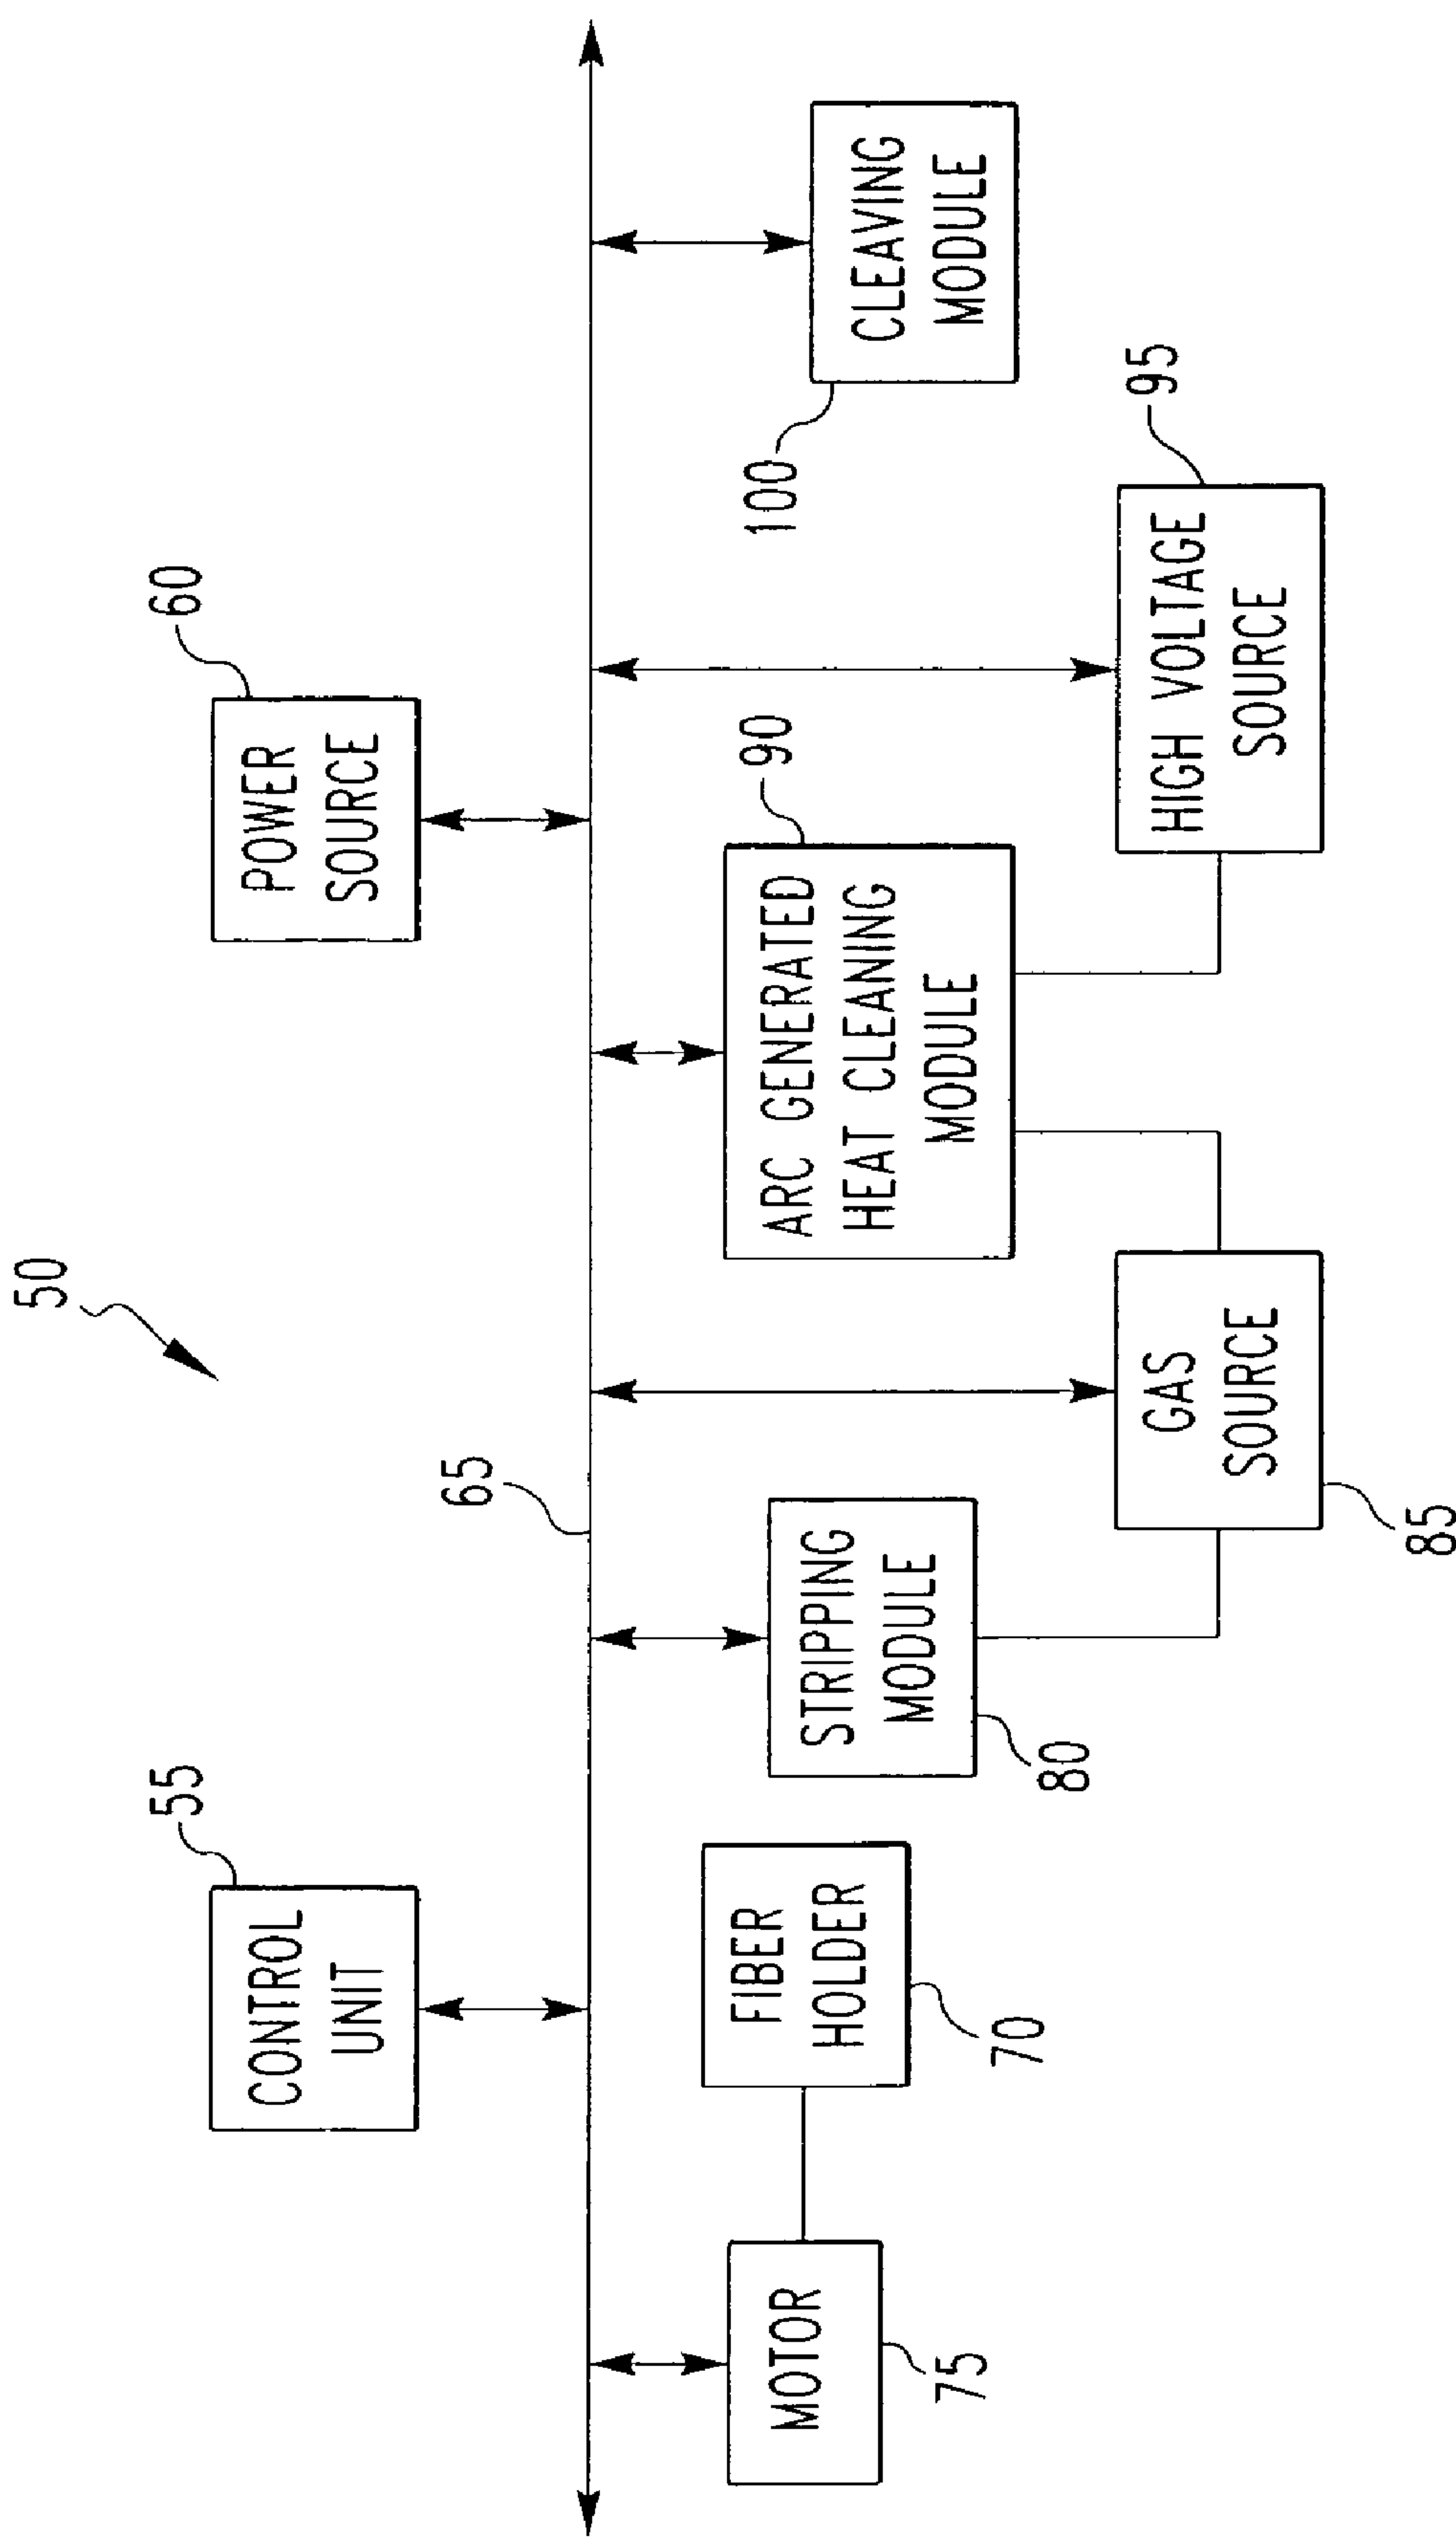 50
55
CONTROL
UNIT
60
POWER
SOURCE
65
MOTOR
75
FIBER
HOLDER
70
STRIPPING
MODULE
80
GAS
SOURCE
85
ARC GENERATED
HEAT CLEANING
MODULE
90
HIGH VOLTAGE
SOURCE
95
CLEAVING
MODULE
100